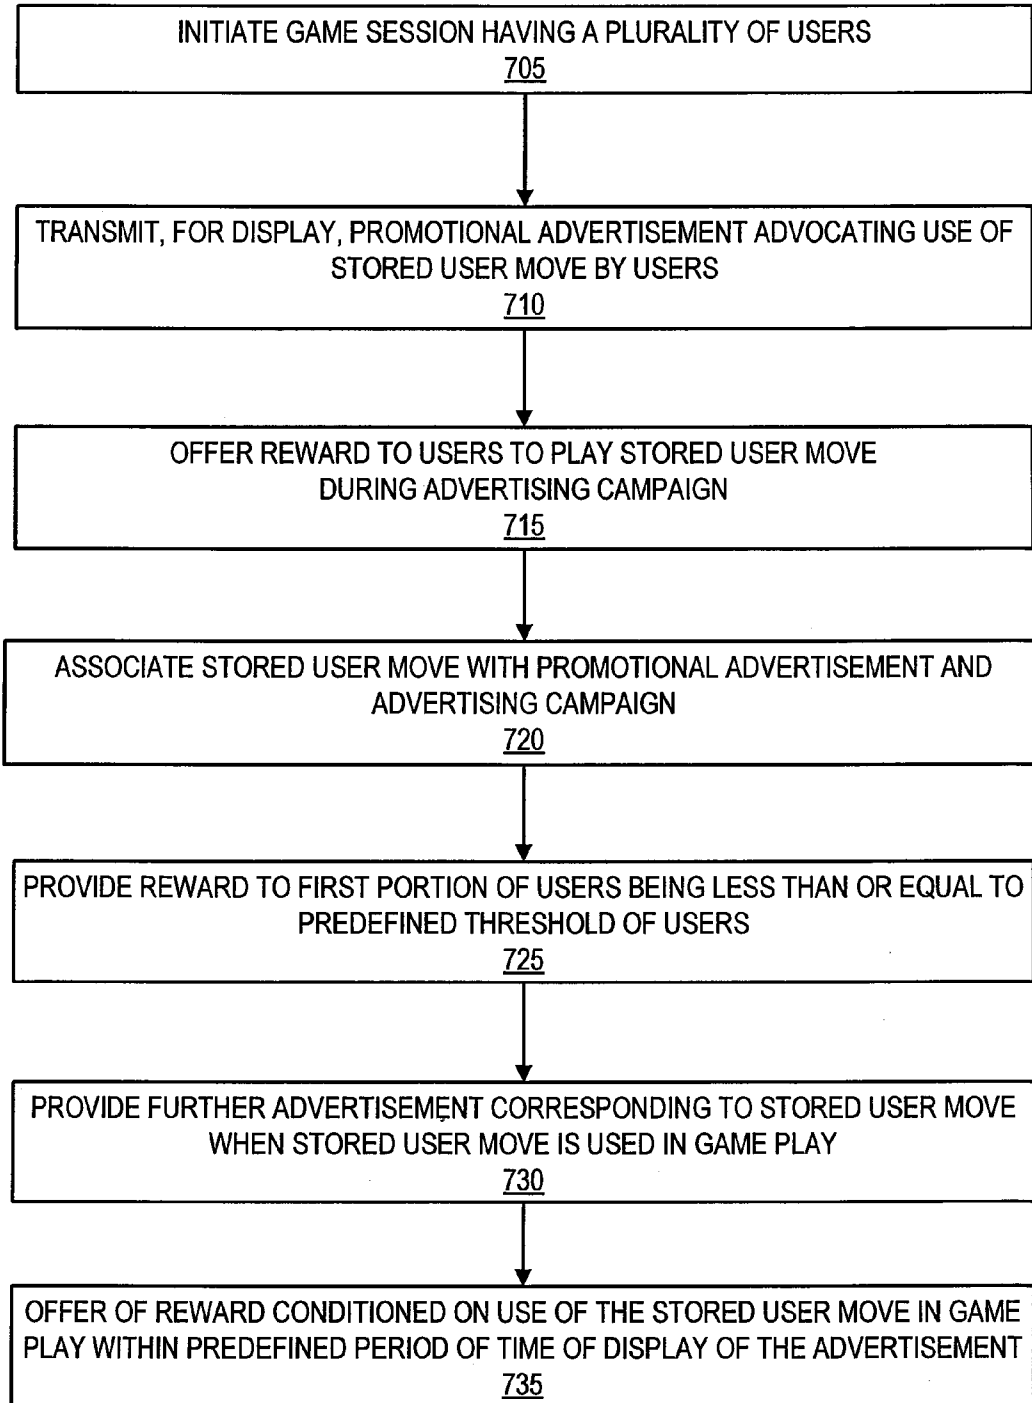 INITIATE GAME SESSION HAVING A PLURALITY OF USERS
705
TRANSMIT, FOR DISPLAY, PROMOTIONAL ADVERTISEMENT ADVOCATING USE OF
STORED USER MOVE BY USERS
710
OFFER REWARD TO USERS TO PLAY STORED USER MOVE
DURING ADVERTISING CAMPAIGN
715
ASSOCIATE STORED USER MOVE WITH PROMOTIONAL ADVERTISEMENT AND
ADVERTISING CAMPAIGN
720
PROVIDE REWARD TO FIRST PORTION OF USERS BEING LESS THAN OR EQUAL TO
PREDEFINED THRESHOLD OF USERS
725
PROVIDE FURTHER ADVERTISEMENT CORRESPONDING TO STORED USER MOVE
WHEN STORED USER MOVE IS USED IN GAME PLAY
730
OFFER OF REWARD CONDITIONED ON USE OF THE STORED USER MOVE IN GAME
PLAY WITHIN PREDEFINED PERIOD OF TIME OF DISPLAY OF THE ADVERTISEMENT
735